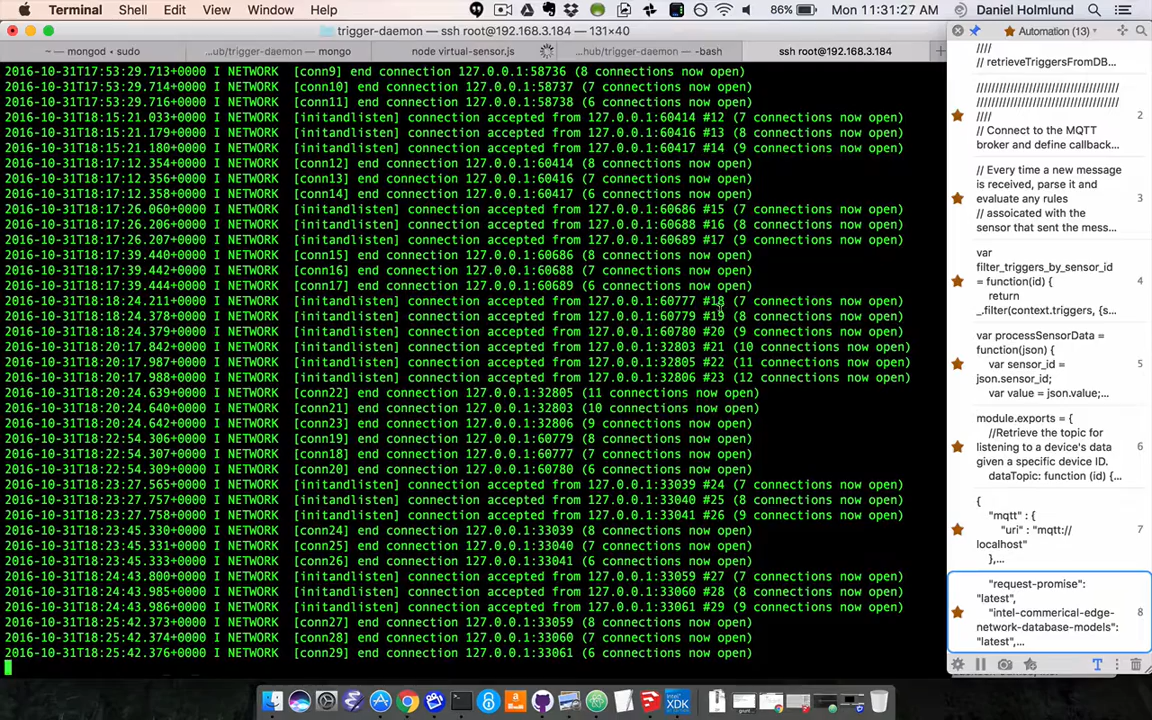 Terminal Shell Edit View Window Help 86% Mon 11:31:27 AM Daniel Holmlund
trigger-daemon — ssh root@192.168.3.184 — 131×40
~ — mongod • sudo
…ub/trigger-daemon — mongo
node virtual-sensor.js
…hub/trigger-daemon — -bash
ssh root@192.168.3.184
2016-10-31T17:53:29.713+0000 I NETWORK [conn9] end connection 127.0.0.1:58736 (8 connections now open)
2016-10-31T17:53:29.714+0000 I NETWORK [conn10] end connection 127.0.0.1:58737 (7 connections now open)
2016-10-31T17:53:29.716+0000 I NETWORK [conn11] end connection 127.0.0.1:58738 (6 connections now open)
2016-10-31T18:15:21.033+0000 I NETWORK [initandlisten] connection accepted from 127.0.0.1:60414 #12 (7 connections now open)
2016-10-31T18:15:21.179+0000 I NETWORK [initandlisten] connection accepted from 127.0.0.1:60416 #13 (8 connections now open)
2016-10-31T18:15:21.180+0000 I NETWORK [initandlisten] connection accepted from 127.0.0.1:60417 #14 (9 connections now open)
2016-10-31T18:17:12.354+0000 I NETWORK [conn12] end connection 127.0.0.1:60414 (8 connections now open)
2016-10-31T18:17:12.356+0000 I NETWORK [conn13] end connection 127.0.0.1:60416 (7 connections now open)
2016-10-31T18:17:12.358+0000 I NETWORK [conn14] end connection 127.0.0.1:60417 (6 connections now open)
2016-10-31T18:17:26.060+0000 I NETWORK [initandlisten] connection accepted from 127.0.0.1:60686 #15 (7 connections now open)
2016-10-31T18:17:26.206+0000 I NETWORK [initandlisten] connection accepted from 127.0.0.1:60688 #16 (8 connections now open)
2016-10-31T18:17:26.207+0000 I NETWORK [initandlisten] connection accepted from 127.0.0.1:60689 #17 (9 connections now open)
2016-10-31T18:17:39.440+0000 I NETWORK [conn15] end connection 127.0.0.1:60686 (8 connections now open)
2016-10-31T18:17:39.442+0000 I NETWORK [conn16] end connection 127.0.0.1:60688 (7 connections now open)
2016-10-31T18:17:39.444+0000 I NETWORK [conn17] end connection 127.0.0.1:60689 (6 connections now open)
2016-10-31T18:18:24.211+0000 I NETWORK [initandlisten] connection accepted from 127.0.0.1:60777 #18 (7 connections now open)
2016-10-31T18:18:24.378+0000 I NETWORK [initandlisten] connection accepted from 127.0.0.1:60779 #19 (8 connections now open)
2016-10-31T18:18:24.379+0000 I NETWORK [initandlisten] connection accepted from 127.0.0.1:60780 #20 (9 connections now open)
2016-10-31T18:20:17.842+0000 I NETWORK [initandlisten] connection accepted from 127.0.0.1:32803 #21 (10 connections now open)
2016-10-31T18:20:17.987+0000 I NETWORK [initandlisten] connection accepted from 127.0.0.1:32805 #22 (11 connections now open)
2016-10-31T18:20:17.988+0000 I NETWORK [initandlisten] connection accepted from 127.0.0.1:32806 #23 (12 connections now open)
2016-10-31T18:20:24.639+0000 I NETWORK [conn22] end connection 127.0.0.1:32805 (11 connections now open)
2016-10-31T18:20:24.640+0000 I NETWORK [conn21] end connection 127.0.0.1:32803 (10 connections now open)
2016-10-31T18:20:24.642+0000 I NETWORK [conn23] end connection 127.0.0.1:32806 (9 connections now open)
2016-10-31T18:22:54.306+0000 I NETWORK [conn19] end connection 127.0.0.1:60779 (8 connections now open)
2016-10-31T18:22:54.307+0000 I NETWORK [conn18] end connection 127.0.0.1:60777 (7 connections now open)
2016-10-31T18:22:54.309+0000 I NETWORK [conn20] end connection 127.0.0.1:60780 (6 connections now open)
2016-10-31T18:23:27.565+0000 I NETWORK [initandlisten] connection accepted from 127.0.0.1:33039 #24 (7 connections now open)
2016-10-31T18:23:27.757+0000 I NETWORK [initandlisten] connection accepted from 127.0.0.1:33040 #25 (8 connections now open)
2016-10-31T18:23:27.758+0000 I NETWORK [initandlisten] connection accepted from 127.0.0.1:33041 #26 (9 connections now open)
2016-10-31T18:23:45.330+0000 I NETWORK [conn24] end connection 127.0.0.1:33039 (8 connections now open)
2016-10-31T18:23:45.331+0000 I NETWORK [conn25] end connection 127.0.0.1:33040 (7 connections now open)
2016-10-31T18:23:45.333+0000 I NETWORK [conn26] end connection 127.0.0.1:33041 (6 connections now open)
2016-10-31T18:24:43.800+0000 I NETWORK [initandlisten] connection accepted from 127.0.0.1:33059 #27 (7 connections now open)
2016-10-31T18:24:43.985+0000 I NETWORK [initandlisten] connection accepted from 127.0.0.1:33060 #28 (8 connections now open)
2016-10-31T18:24:43.986+0000 I NETWORK [initandlisten] connection accepted from 127.0.0.1:33061 #29 (9 connections now open)
2016-10-31T18:25:42.373+0000 I NETWORK [conn27] end connection 127.0.0.1:33059 (8 connections now open)
2016-10-31T18:25:42.374+0000 I NETWORK [conn28] end connection 127.0.0.1:33060 (7 connections now open)
2016-10-31T18:25:42.376+0000 I NETWORK [conn29] end connection 127.0.0.1:33061 (6 connections now open)
Automation (13)
////
// retrieveTriggersFromDB...
////////////////////////////////////
////////////////////////////////////
////
// Connect to the MQTT
broker and define callback...
2
// Every time a new message
is received, parse it and
evaluate any rules
// assoicated with the
sensor that sent the mess...
3
var
filter_triggers_by_sensor_id
= function(id) {
return
_.filter(context.triggers, {s...
4
var processSensorData =
function(json) {
var sensor_id =
json.sensor_id;
var value = json.value;...
5
module.exports = {
//Retrieve the topic for
listening to a device's data
given a specific device ID.
dataTopic: function (id) {...
6
{
"mqtt" : {
"uri" : "mqtt://
localhost"
},...
7
"request-promise":
"latest",
"intel-commerical-edge-
network-database-models":
"latest",...
8
INTEL
XDK